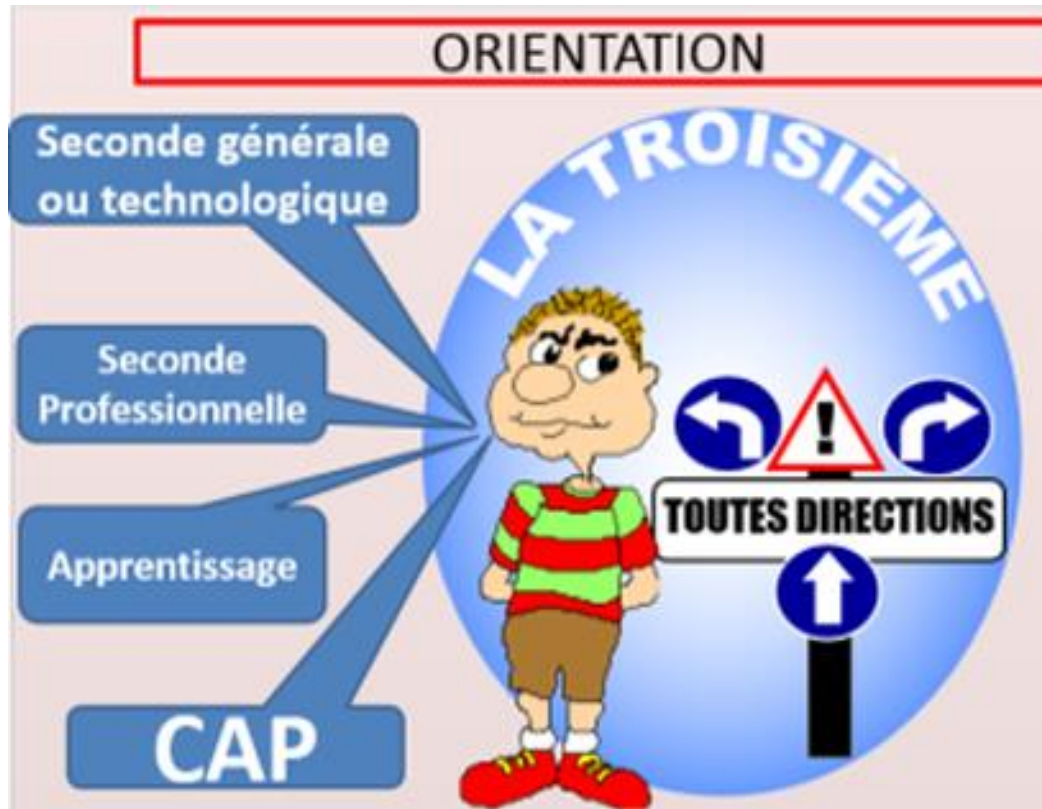 ORIENTATION
Seconde générale
ou technologique
LA TROISIÈME
Seconde
Professionnelle
!
TOUTES DIRECTIONS
Apprentissage
CAP